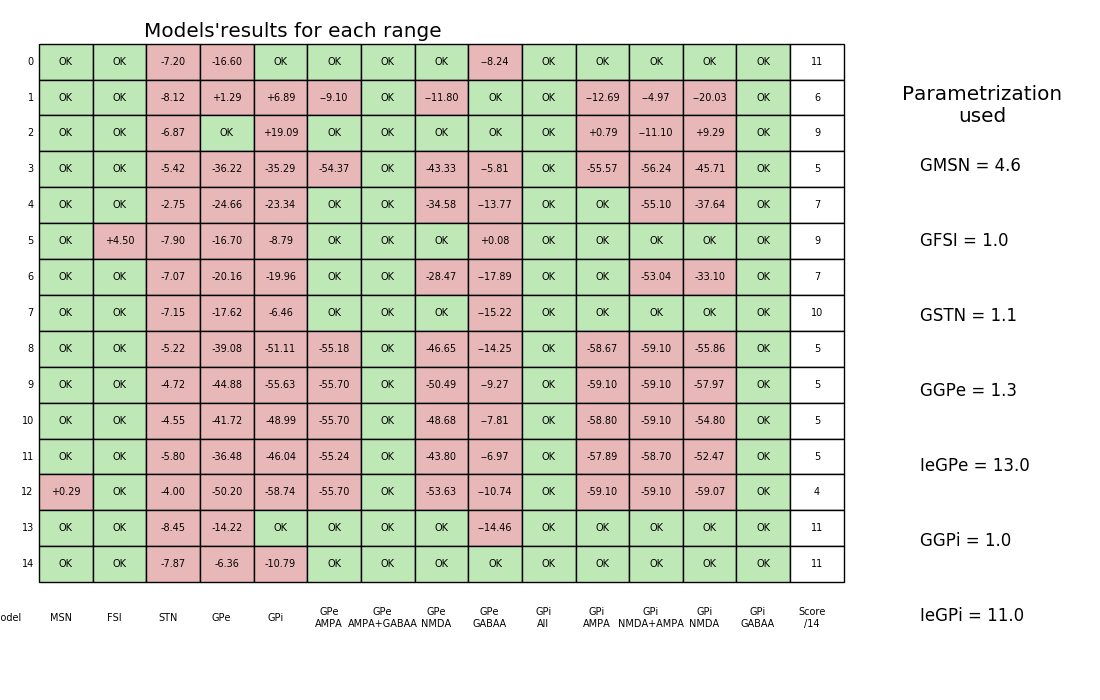 Models'results for each range
0 OK OK -7.20 -16.60 OK OK OK OK −8.24 OK OK OK OK OK 11
1 OK OK -8.12 +1.29 +6.89 −9.10 OK −11.80 OK OK −12.69 −4.97 −20.03 OK 6
2 OK OK -6.87 OK +19.09 OK OK OK OK OK +0.79 −11.10 +9.29 OK 9
3 OK OK -5.42 -36.22 -35.29 -54.37 OK -43.33 −5.81 OK -55.57 -56.24 -45.71 OK 5
4 OK OK -2.75 -24.66 -23.34 OK OK -34.58 −13.77 OK OK -55.10 -37.64 OK 7
5 OK +4.50 -7.90 -16.70 -8.79 OK OK OK +0.08 OK OK OK OK OK 9
6 OK OK -7.07 -20.16 -19.96 OK OK -28.47 −17.89 OK OK -53.04 -33.10 OK 7
7 OK OK -7.15 -17.62 -6.46 OK OK OK −15.22 OK OK OK OK OK 10
8 OK OK -5.22 -39.08 -51.11 -55.18 OK -46.65 −14.25 OK -58.67 -59.10 -55.86 OK 5
9 OK OK -4.72 -44.88 -55.63 -55.70 OK -50.49 −9.27 OK -59.10 -59.10 -57.97 OK 5
10 OK OK -4.55 -41.72 -48.99 -55.70 OK -48.68 −7.81 OK -58.80 -59.10 -54.80 OK 5
11 OK OK -5.80 -36.48 -46.04 -55.24 OK -43.80 −6.97 OK -57.89 -58.70 -52.47 OK 5
12 +0.29 OK -4.00 -50.20 -58.74 -55.70 OK -53.63 −10.74 OK -59.10 -59.10 -59.07 OK 4
13 OK OK -8.45 -14.22 OK OK OK OK −14.46 OK OK OK OK OK 11
14 OK OK -7.87 -6.36 -10.79 OK OK OK OK OK OK OK OK OK 11
odel MSN FSI STN GPe GPi GPe GPe GPe GPe GPi GPi GPi GPi GPi Score
AMPA AMPA+GABAA NMDA GABAA All AMPA NMDA+AMPA NMDA GABAA /14
Parametrization
used
GMSN = 4.6
GFSI = 1.0
GSTN = 1.1
GGPe = 1.3
IeGPe = 13.0
GGPi = 1.0
IeGPi = 11.0